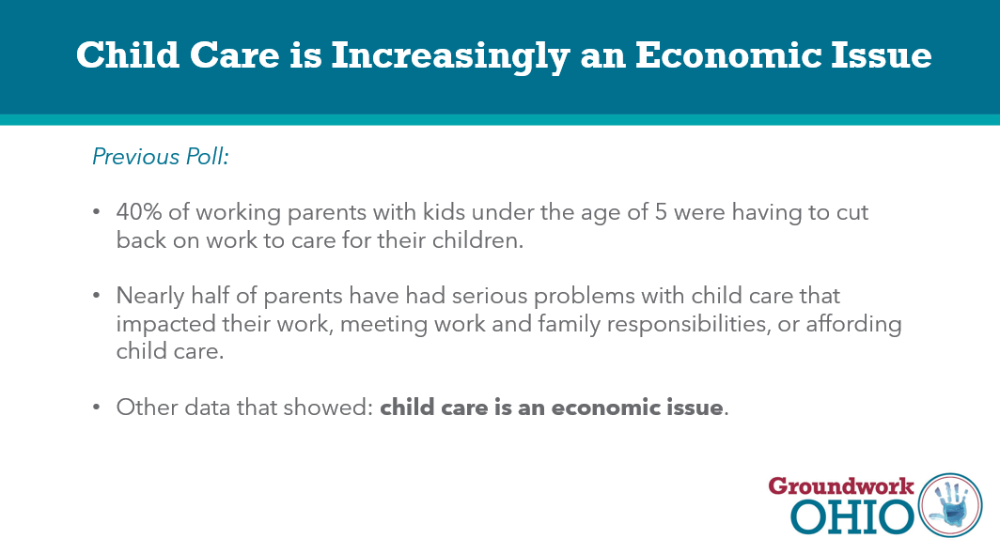 Child Care is Increasingly an Economic Issue
Previous Poll:
• 40% of working parents with kids under the age of 5 were having to cut
back on work to care for their children.
• Nearly half of parents have had serious problems with child care that
impacted their work, meeting work and family responsibilities, or affording
child care.
• Other data that showed: child care is an economic issue.
Groundwork
OHIO